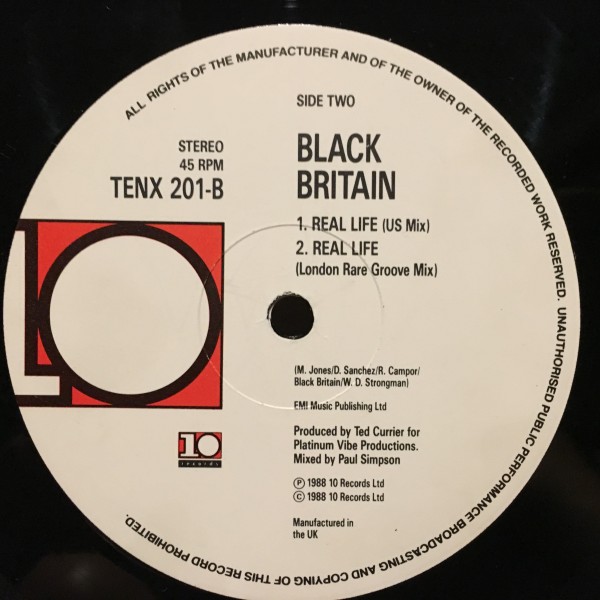 ALL RIGHTS OF THE MANUFACTURER AND OF THE OWNER OF THE RECORDED WORK RESERVED. UNAUTHORISED PUBLIC PERFORMANCE BROADCASTING AND COPYING OF THIS RECORD PROHIBITED.
SIDE TWO
STEREO
45 RPM
TENX 201-B
BLACK
BRITAIN
1. REAL LIFE (US Mix)
2. REAL LIFE
(London Rare Groove Mix)
10
(M. Jones/D. Sanchez/R. Campor/
Black Britain/W. D. Strongman)
EMI Music Publishing Ltd
Produced by Ted Currier for
Platinum Vibe Productions.
Mixed by Paul Simpson
10
records
Ⓟ 1988 10 Records Ltd
© 1988 10 Records Ltd
Manufactured in
the UK